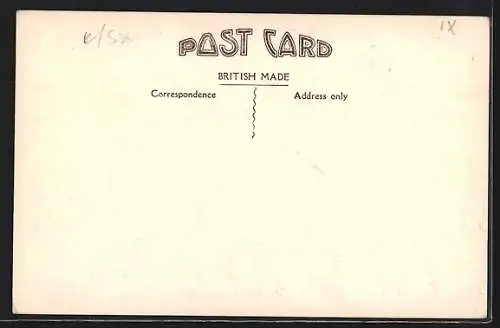 POST CARD
BRITISH MADE
Correspondence
Address only